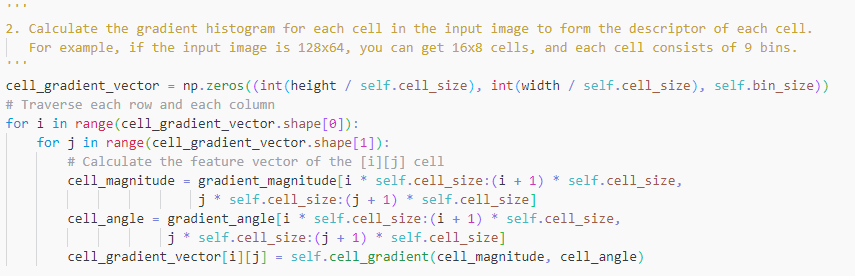 '''
2. Calculate the gradient histogram for each cell in the input image to form the descriptor of each cell.
   For example, if the input image is 128x64, you can get 16x8 cells, and each cell consists of 9 bins.
'''
cell_gradient_vector = np.zeros((int(height / self.cell_size), int(width / self.cell_size), self.bin_size))
# Traverse each row and each column
for i in range(cell_gradient_vector.shape[0]):
    for j in range(cell_gradient_vector.shape[1]):
        # Calculate the feature vector of the [i][j] cell
        cell_magnitude = gradient_magnitude[i * self.cell_size:(i + 1) * self.cell_size,
                         j * self.cell_size:(j + 1) * self.cell_size]
        cell_angle = gradient_angle[i * self.cell_size:(i + 1) * self.cell_size,
                     j * self.cell_size:(j + 1) * self.cell_size]
        cell_gradient_vector[i][j] = self.cell_gradient(cell_magnitude, cell_angle)